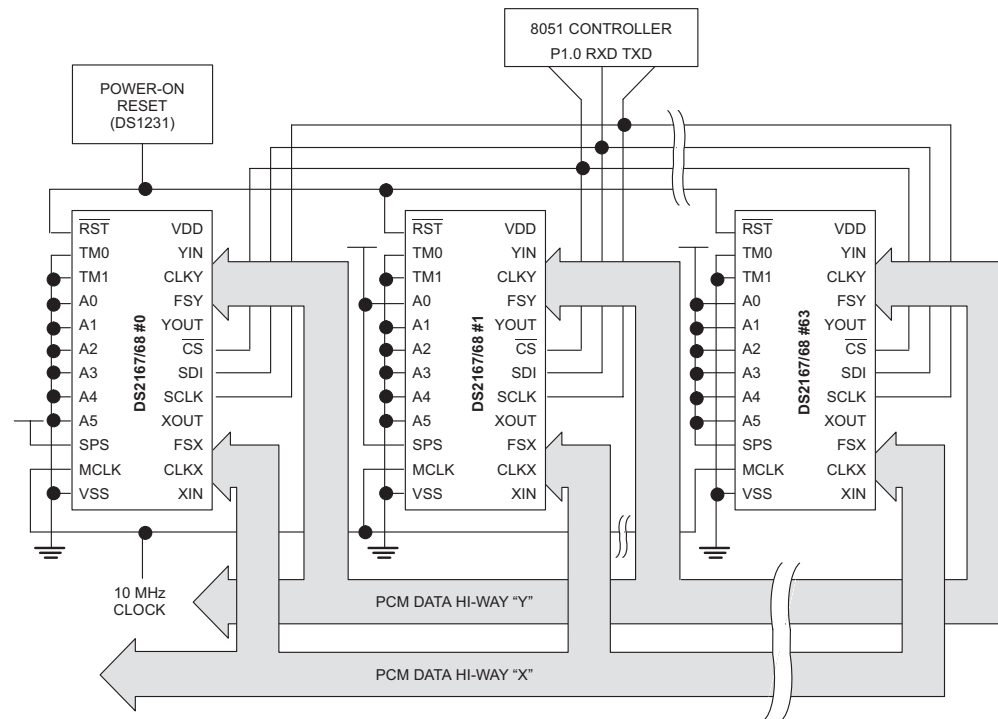 8051 CONTROLLER
P1.0 RXD TXD
POWER-ON
RESET
(DS1231)
RST VDD
TM0 YIN
TM1 CLKY
A0 FSY
A1 YOUT
A2 CS
A3 SDI
A4 SCLK
A5 XOUT
SPS FSX
MCLK CLKX
VSS XIN
DS2167/68 #0
RST VDD
TM0 YIN
TM1 CLKY
A0 FSY
A1 YOUT
A2 CS
A3 SDI
A4 SCLK
A5 XOUT
SPS FSX
MCLK CLKX
VSS XIN
DS2167/68 #1
RST VDD
TM0 YIN
TM1 CLKY
A0 FSY
A1 YOUT
A2 CS
A3 SDI
A4 SCLK
A5 XOUT
SPS FSX
MCLK CLKX
VSS XIN
DS2167/68 #63
10 MHz
CLOCK
PCM DATA HI-WAY “Y”
PCM DATA HI-WAY “X”